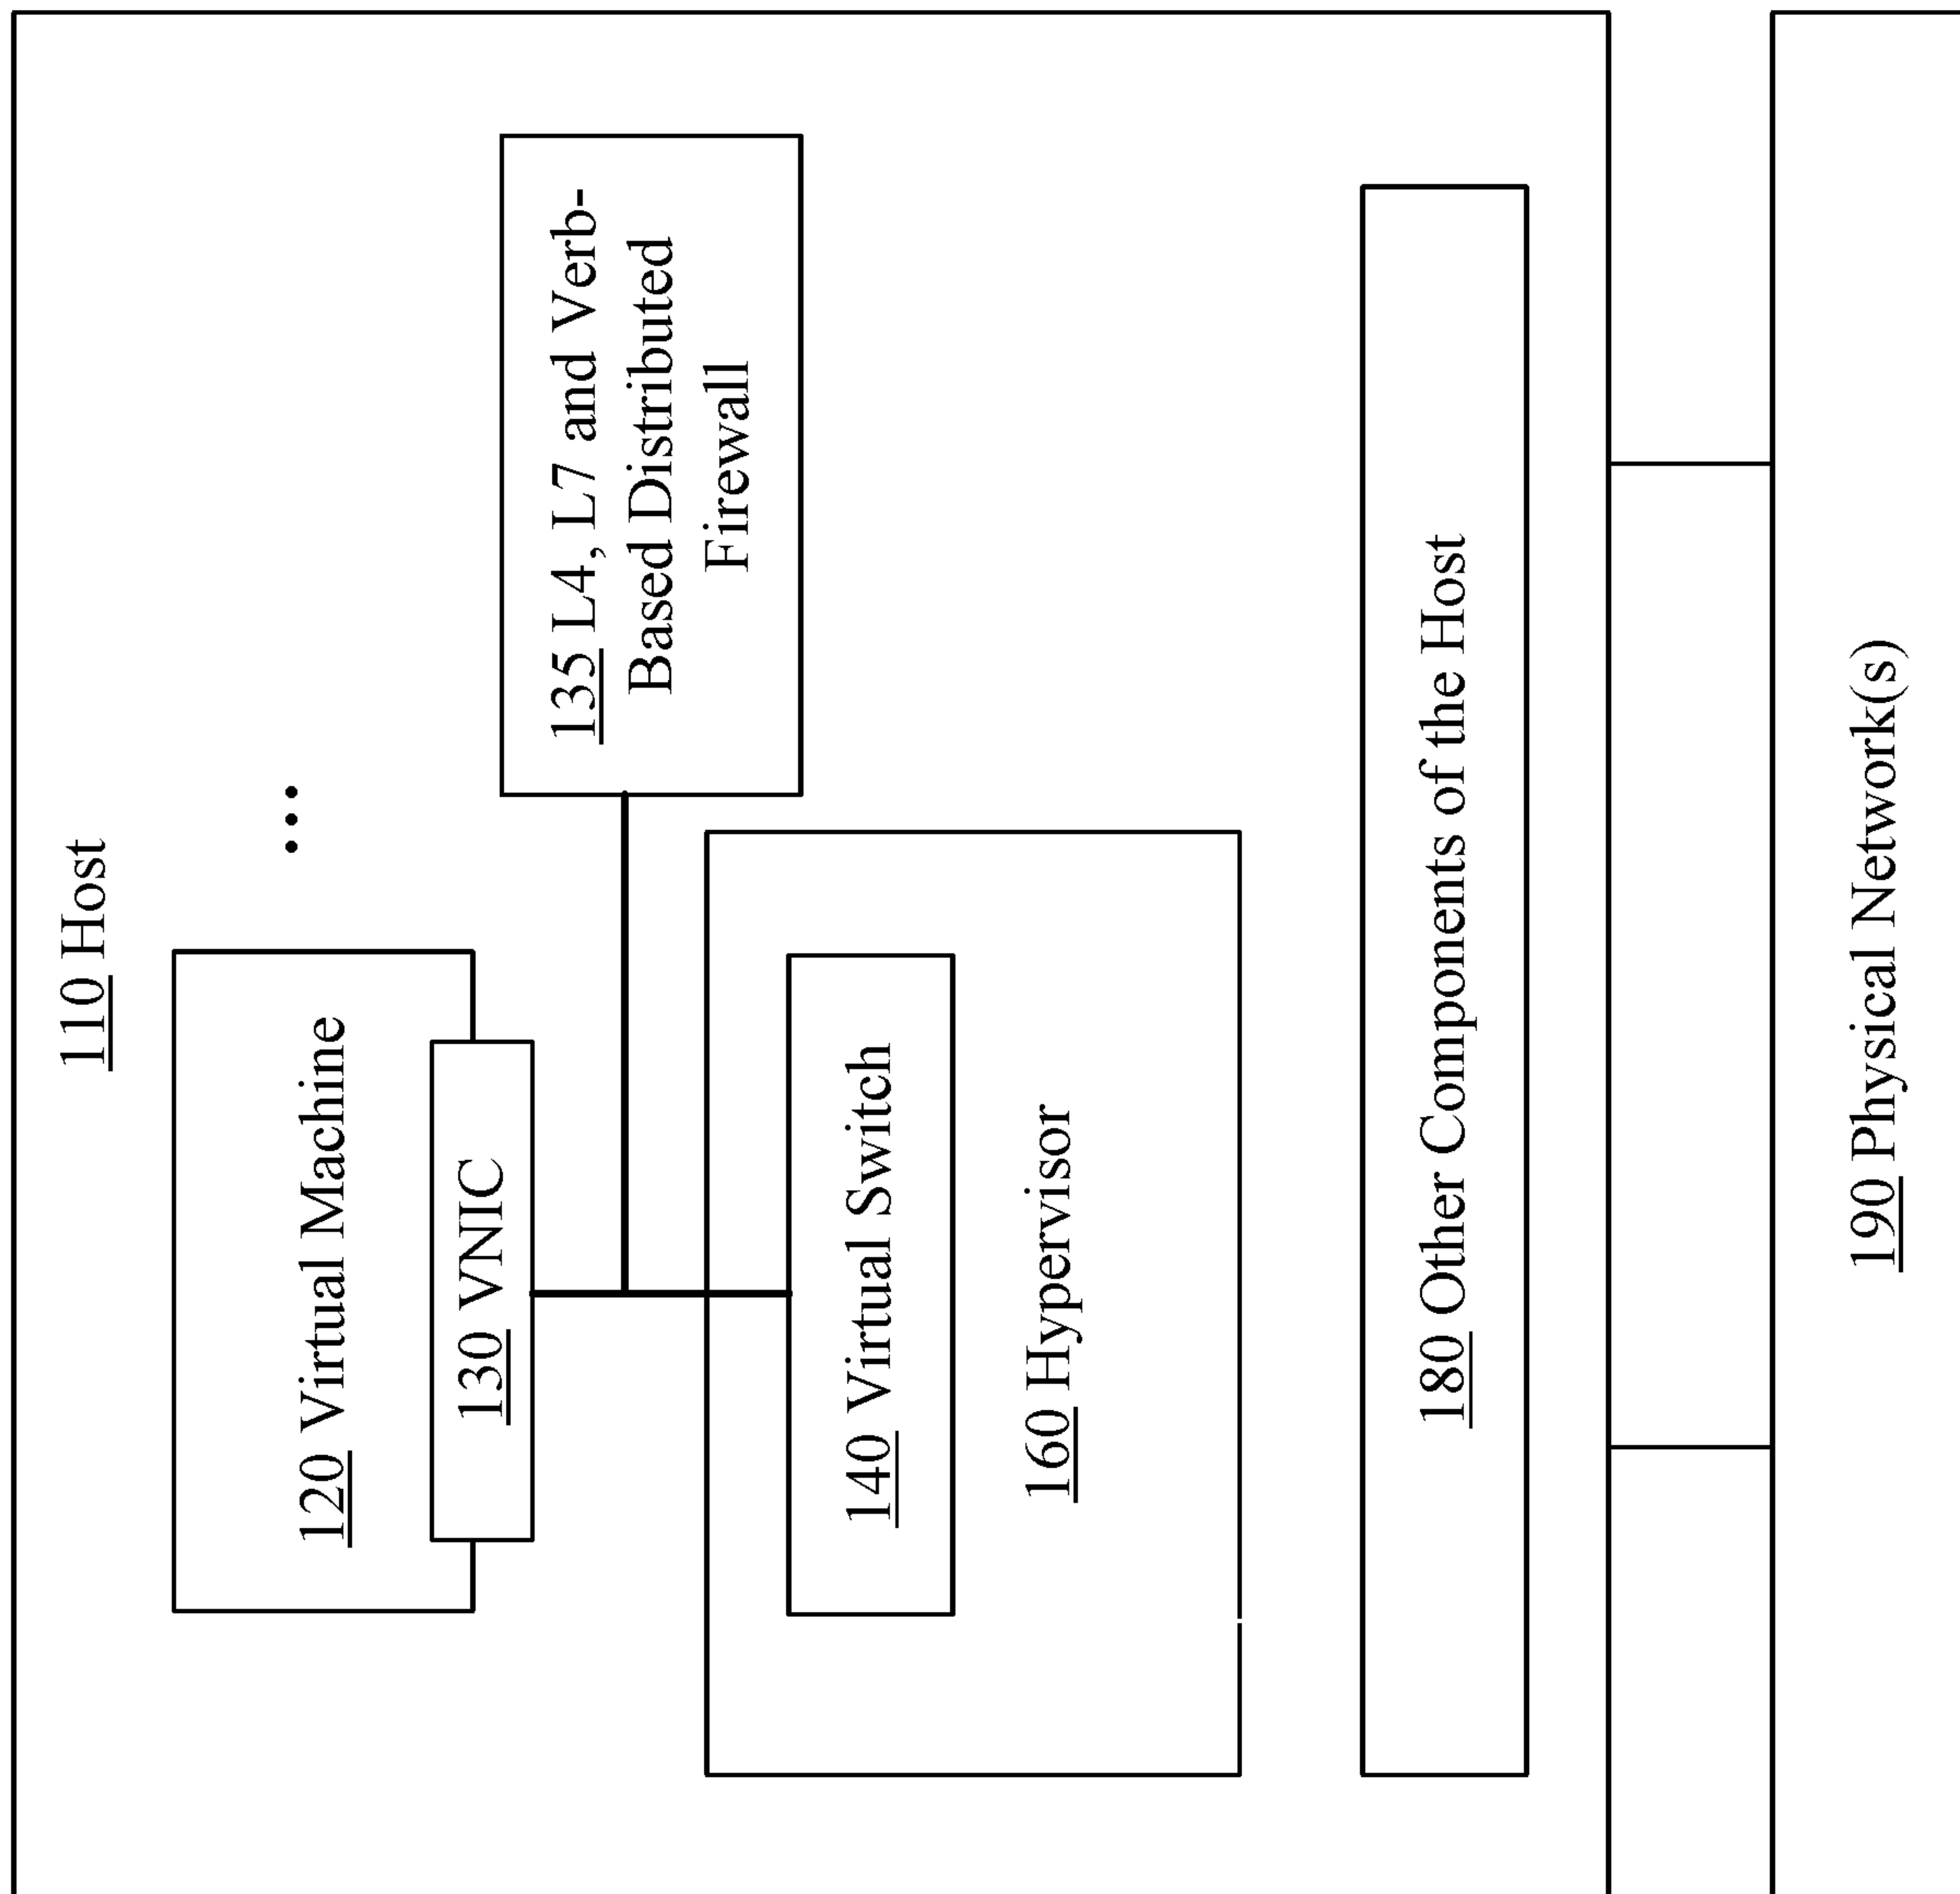 110 Host
120 Virtual Machine
...
130 VNIC
135 L4, L7 and Verb-
Based Distributed
Firewall
140 Virtual Switch
160 Hypervisor
180 Other Components of the Host
190 Physical Network(s)